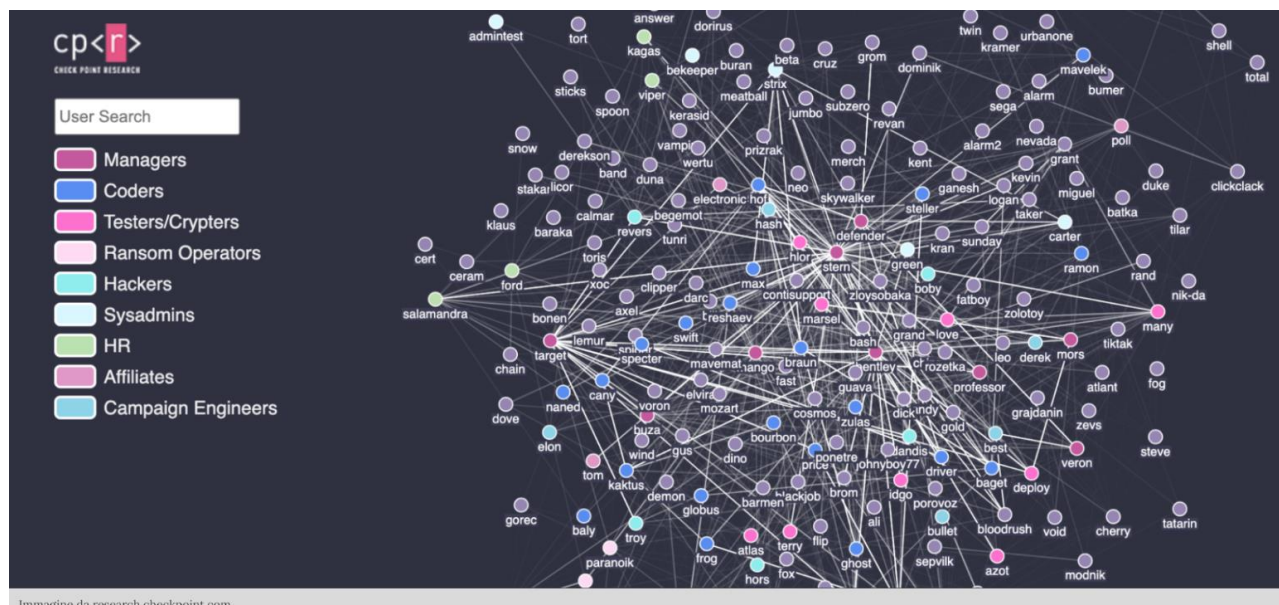 cp<r>
CHECK POINT RESEARCH
User Search
Managers
Coders
Testers/Crypters
Ransom Operators
Hackers
Sysadmins
HR
Affiliates
Campaign Engineers
answer
dorirus
admintest
tort
kagas
twin
kramer
urbanone
shell
total
bekeeper
buran
beta
cruz
grom
dominik
strix
mavelek
bumer
sticks
viper
meatball
spoon
kerasid
jumbo
subzero
revan
sega
alarm
snow
derekson
vampi
wertu
prizrak
merch
kent
alarm2
nevada
grant
poll
stakar
licor
band
duna
electronic
hof
neo
skywalker
steller
ganesh
kevin
logan
miguel
duke
clickclack
klaus
baraka
calmar
revers
begemot
tunri
hash
defender
kran
sunday
taker
carter
batka
tilar
cert
ceram
ford
toris
xoc
clipper
hlor
stern
green
ramon
rand
nik-da
salamandra
bonen
axel
darc
max
contisupport
zloysobaka
boby
fatboy
zolotoy
many
reshaev
marsel
target
lemur
specter
swift
bash
grand
love
leo
derek
mors
tiktak
chain
mavemat
braun
fast
bentley
rozetka
professor
atlant
fog
naned
cany
elvira
mozart
guava
dove
voron
buza
cosmos
zulas
dick
gold
grajdanin
zevs
elon
wind
gus
dino
bourbon
price
ponetre
dandis
best
veron
steve
tom
kaktus
demon
johnyboy77
driver
baget
deploy
gorec
globus
barmen
brom
idgo
porovoz
baly
troy
ali
bullet
bloodrush
void
cherry
tatarin
paranoik
frog
atlas
terry
flip
ghost
sepvilk
azot
modnik
hors
fox
Immagine da research.checkpoint.com